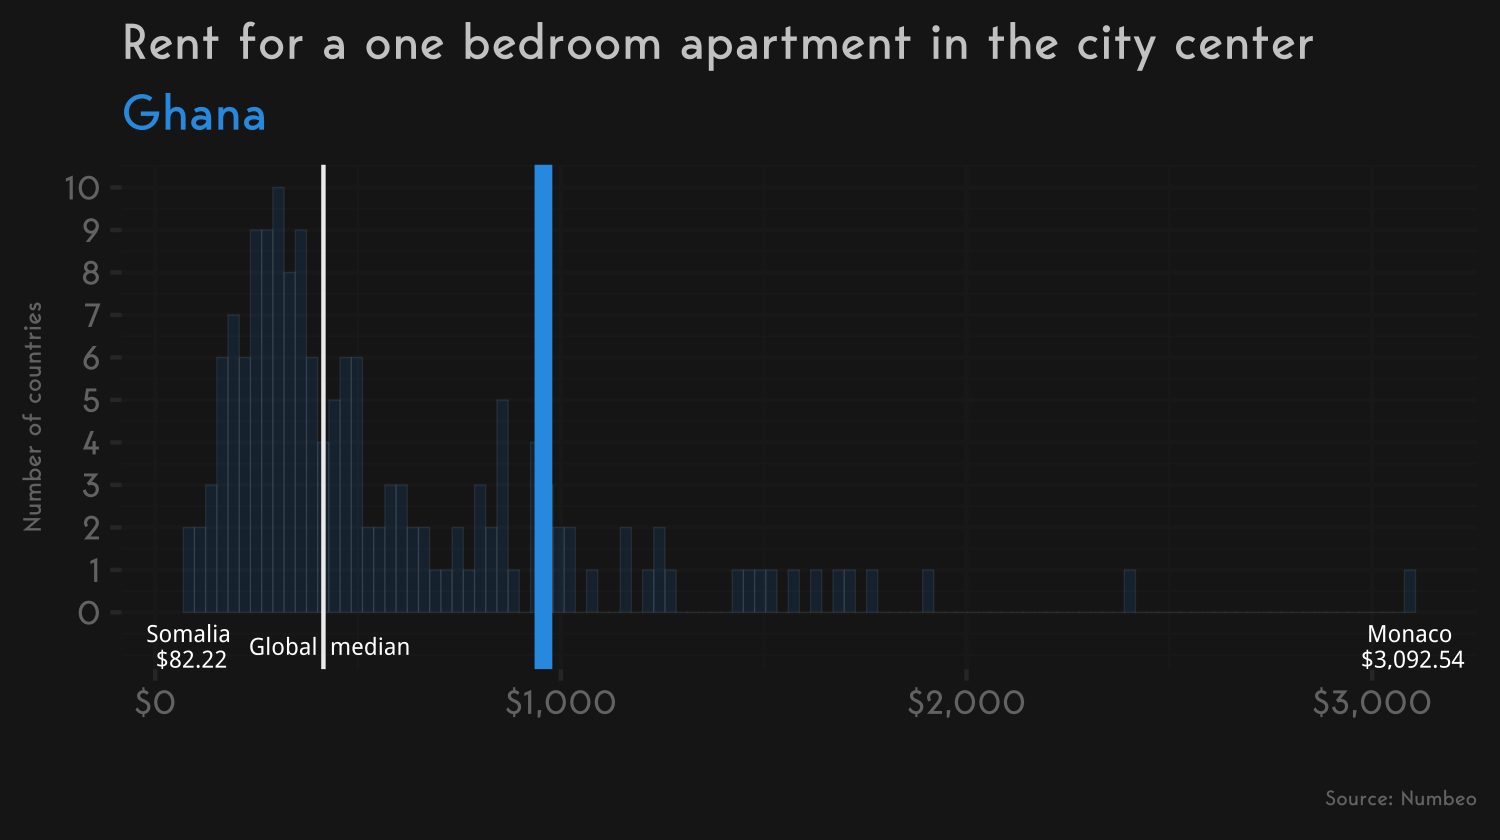 Rent for a one bedroom apartment in the city center
Ghana
Number of countries
10
9
8
7
6
5
4
3
2
1
0
Somalia
$82.22
Global median
Monaco
$3,092.54
$0
$1,000
$2,000
$3,000
Source: Numbeo